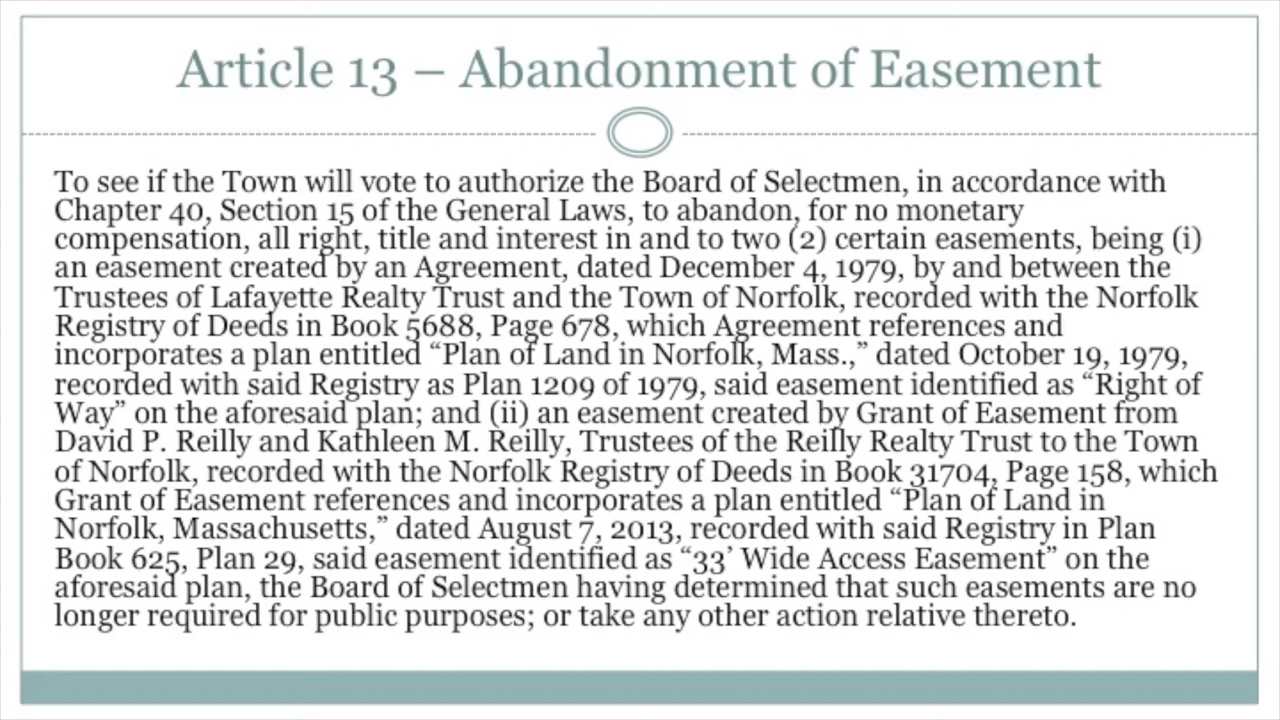 Article 13 – Abandonment of Easement
To see if the Town will vote to authorize the Board of Selectmen, in accordance with
Chapter 40, Section 15 of the General Laws, to abandon, for no monetary
compensation, all right, title and interest in and to two (2) certain easements, being (i)
an easement created by an Agreement, dated December 4, 1979, by and between the
Trustees of Lafayette Realty Trust and the Town of Norfolk, recorded with the Norfolk
Registry of Deeds in Book 5688, Page 678, which Agreement references and
incorporates a plan entitled “Plan of Land in Norfolk, Mass.,” dated October 19, 1979,
recorded with said Registry as Plan 1209 of 1979, said easement identified as “Right of
Way” on the aforesaid plan; and (ii) an easement created by Grant of Easement from
David P. Reilly and Kathleen M. Reilly, Trustees of the Reilly Realty Trust to the Town
of Norfolk, recorded with the Norfolk Registry of Deeds in Book 31704, Page 158, which
Grant of Easement references and incorporates a plan entitled “Plan of Land in
Norfolk, Massachusetts,” dated August 7, 2013, recorded with said Registry in Plan
Book 625, Plan 29, said easement identified as “33’ Wide Access Easement” on the
aforesaid plan, the Board of Selectmen having determined that such easements are no
longer required for public purposes; or take any other action relative thereto.